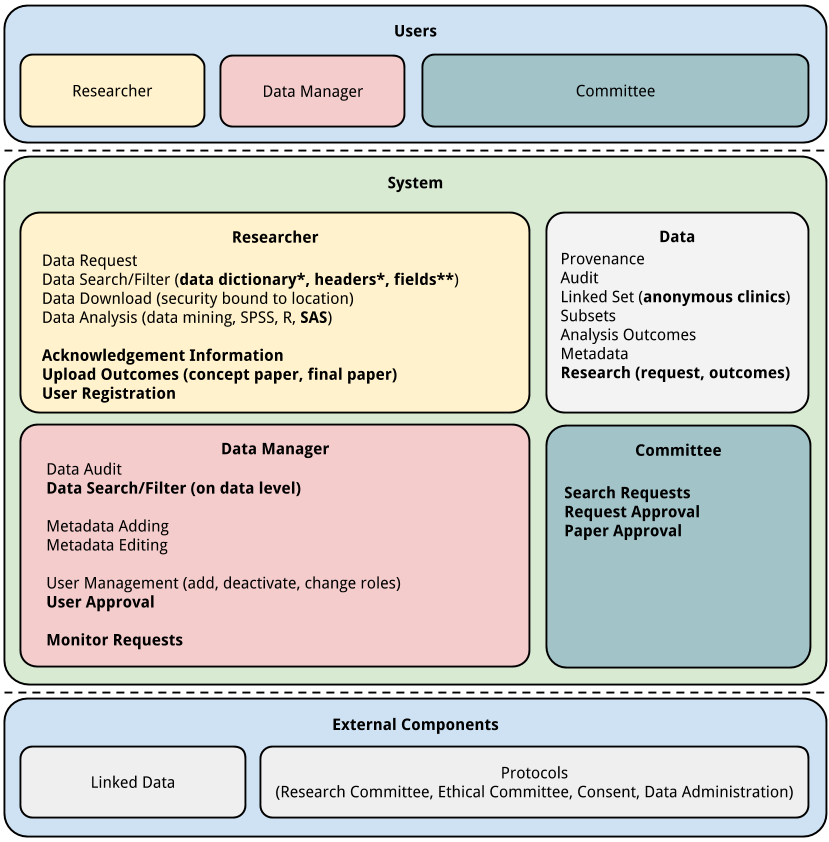 Users
Researcher
Data Manager
Committee
System
Researcher
Data Request
Data Search/Filter (data dictionary*, headers*, fields**)
Data Download (security bound to location)
Data Analysis (data mining, SPSS, R, SAS)
Acknowledgement Information
Upload Outcomes (concept paper, final paper)
User Registration
Data
Provenance
Audit
Linked Set (anonymous clinics)
Subsets
Analysis Outcomes
Metadata
Research (request, outcomes)
Data Manager
Data Audit
Data Search/Filter (on data level)
Metadata Adding
Metadata Editing
User Management (add, deactivate, change roles)
User Approval
Monitor Requests
Committee
Search Requests
Request Approval
Paper Approval
External Components
Linked Data
Protocols
(Research Committee, Ethical Committee, Consent, Data Administration)